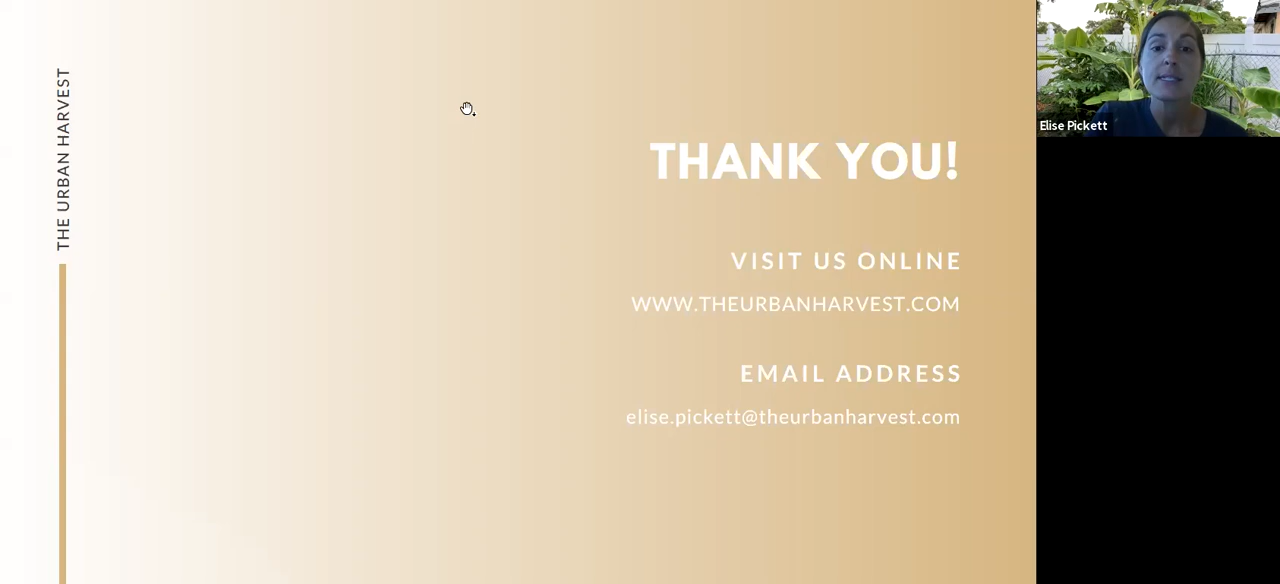 THE URBAN HARVEST
THANK YOU!
VISIT US ONLINE
WWW.THEURBANHARVEST.COM
EMAIL ADDRESS
elise.pickett@theurbanharvest.com
Elise Pickett